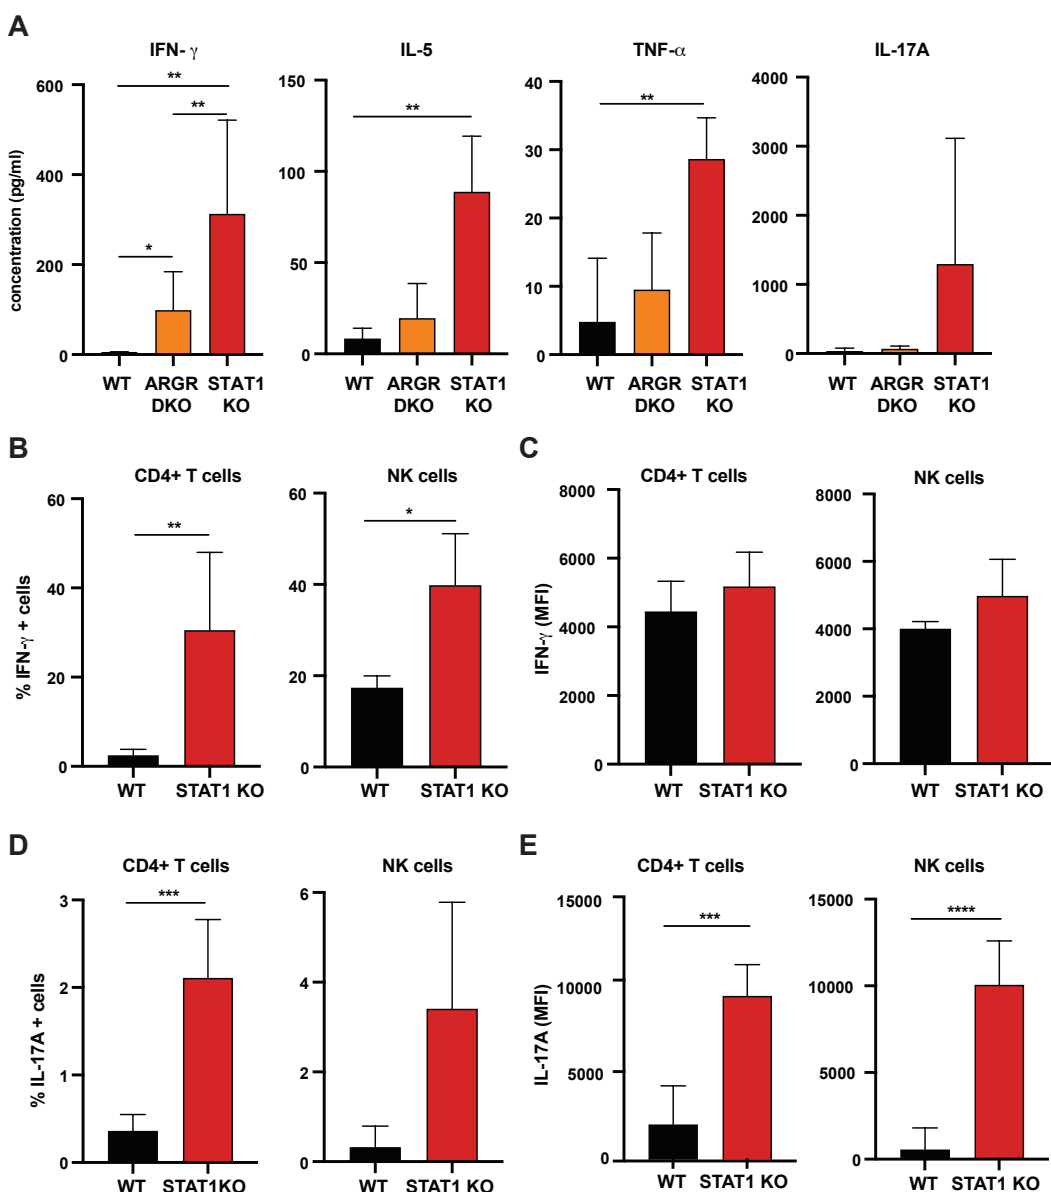 A
IFN- γ
IL-5
TNF-α
IL-17A
concentration (pg/ml)
600
400
200
0
**
**
*
WT
ARGR
DKO
STAT1
KO
150
100
50
0
**
WT
ARGR
DKO
STAT1
KO
40
30
20
10
0
**
WT
ARGR
DKO
STAT1
KO
4000
3000
2000
1000
0
WT
ARGR
DKO
STAT1
KO
B
CD4+ T cells
% IFN-γ + cells
60
40
20
0
**
WT
STAT1 KO
NK cells
60
40
20
0
*
WT
STAT1 KO
C
CD4+ T cells
IFN-γ (MFI)
8000
6000
4000
2000
0
WT
STAT1 KO
NK cells
8000
6000
4000
2000
0
WT
STAT1 KO
D
CD4+ T cells
% IL-17A + cells
3
2
1
0
***
WT
STAT1KO
NK cells
6
4
2
0
WT
STAT1 KO
E
CD4+ T cells
IL-17A (MFI)
15000
10000
5000
0
***
WT
STAT1 KO
NK cells
15000
10000
5000
0
****
WT
STAT1 KO